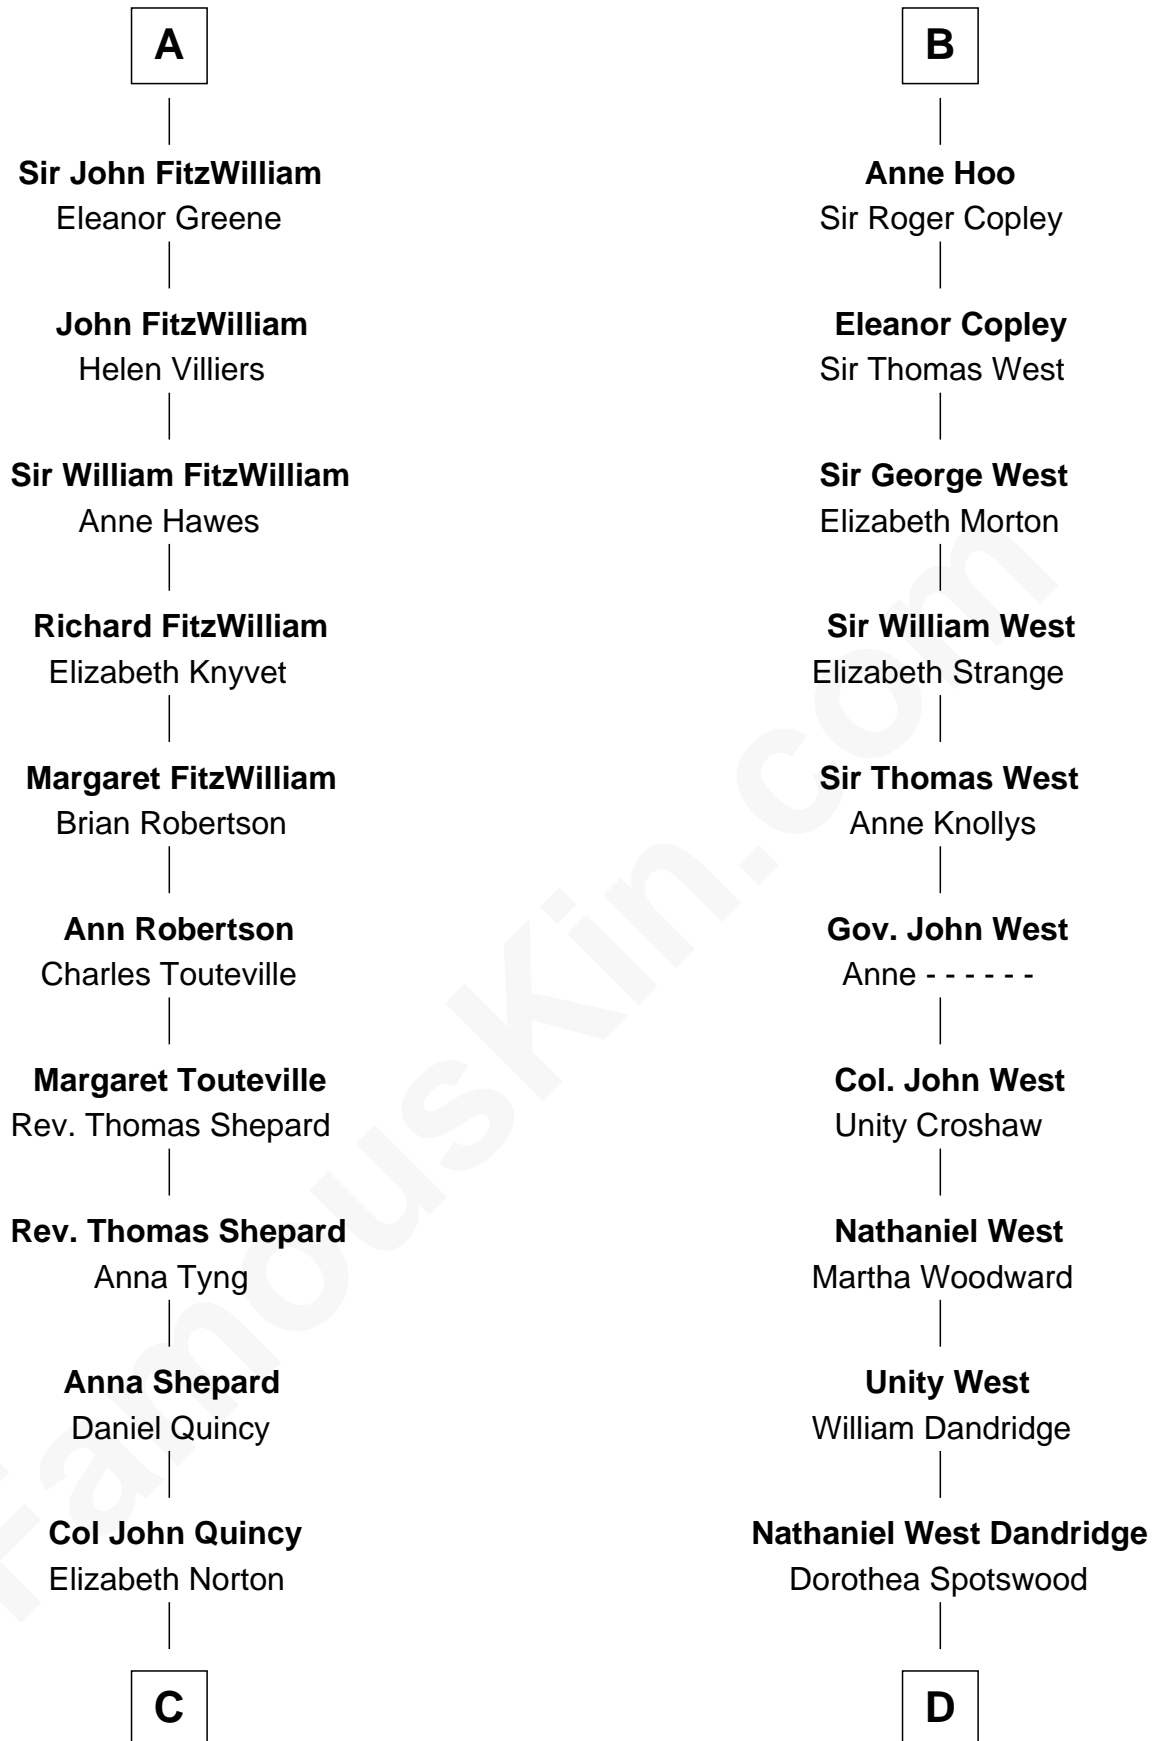 A
Sir John FitzWilliam
Eleanor Greene
John FitzWilliam
Helen Villiers
Sir William FitzWilliam
Anne Hawes
Richard FitzWilliam
Elizabeth Knyvet
Margaret FitzWilliam
Brian Robertson
Ann Robertson
Charles Touteville
Margaret Touteville
Rev. Thomas Shepard
Rev. Thomas Shepard
Anna Tyng
Anna Shepard
Daniel Quincy
Col John Quincy
Elizabeth Norton
C
B
Anne Hoo
Sir Roger Copley
Eleanor Copley
Sir Thomas West
Sir George West
Elizabeth Morton
Sir William West
Elizabeth Strange
Sir Thomas West
Anne Knollys
Gov. John West
Anne - - - - - -
Col. John West
Unity Croshaw
Nathaniel West
Martha Woodward
Unity West
William Dandridge
Nathaniel West Dandridge
Dorothea Spotswood
D
FamousKin.com